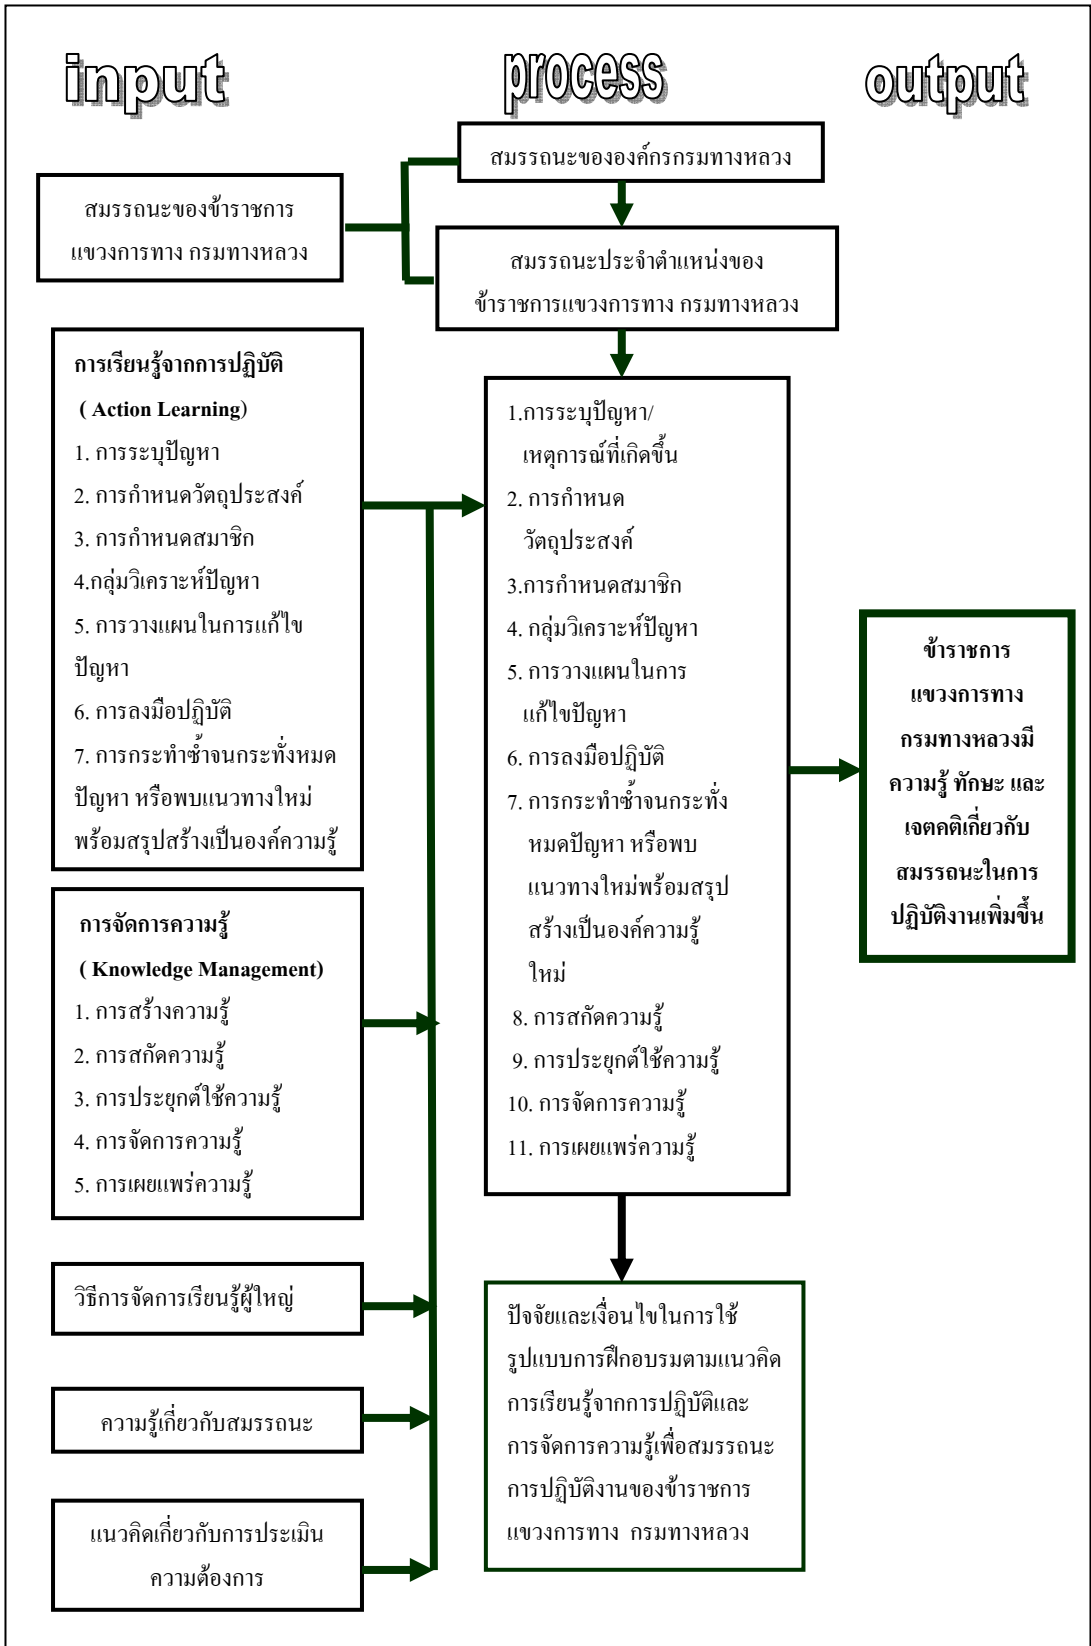 input
process
output
สมรรถนะขององค์กรกรมทางหลวง
สมรรถนะของข้าราชการ
แขวงการทาง กรมทางหลวง
สมรรถนะประจำตำแหน่งของ
ข้าราชการแขวงการทาง กรมทางหลวง
การเรียนรู้จากการปฏิบัติ
( Action Learning)
1. การระบุปัญหา
2. การกำหนดวัตถุประสงค์
3. การกำหนดสมาชิก
4.กลุ่มวิเคราะห์ปัญหา
5. การวางแผนในการแก้ไข
ปัญหา
6. การลงมือปฏิบัติ
7. การกระทำซ้ำจนกระทั่งหมด
ปัญหา หรือพบแนวทางใหม่
พร้อมสรุปสร้างเป็นองค์ความรู้
การจัดการความรู้
( Knowledge Management)
1. การสร้างความรู้
2. การสกัดความรู้
3. การประยุกต์ใช้ความรู้
4. การจัดการความรู้
5. การเผยแพร่ความรู้
วิธีการจัดการเรียนรู้ผู้ใหญ่
ความรู้เกี่ยวกับสมรรถนะ
แนวคิดเกี่ยวกับการประเมิน
ความต้องการ
1.การระบุปัญหา/
เหตุการณ์ที่เกิดขึ้น
2. การกำหนด
วัตถุประสงค์
3.การกำหนดสมาชิก
4. กลุ่มวิเคราะห์ปัญหา
5. การวางแผนในการ
แก้ไขปัญหา
6. การลงมือปฏิบัติ
7. การกระทำซ้ำจนกระทั่ง
หมดปัญหา หรือพบ
แนวทางใหม่พร้อมสรุป
สร้างเป็นองค์ความรู้
ใหม่
8. การสกัดความรู้
9. การประยุกต์ใช้ความรู้
10. การจัดการความรู้
11. การเผยแพร่ความรู้
ปัจจัยและเงื่อนไขในการใช้
รูปแบบการฝึกอบรมตามแนวคิด
การเรียนรู้จากการปฏิบัติและ
การจัดการความรู้เพื่อสมรรถนะ
การปฏิบัติงานของข้าราชการ
แขวงการทาง กรมทางหลวง
ข้าราชการ
แขวงการทาง
กรมทางหลวงมี
ความรู้ ทักษะ และ
เจตคติเกี่ยวกับ
สมรรถนะในการ
ปฏิบัติงานเพิ่มขึ้น